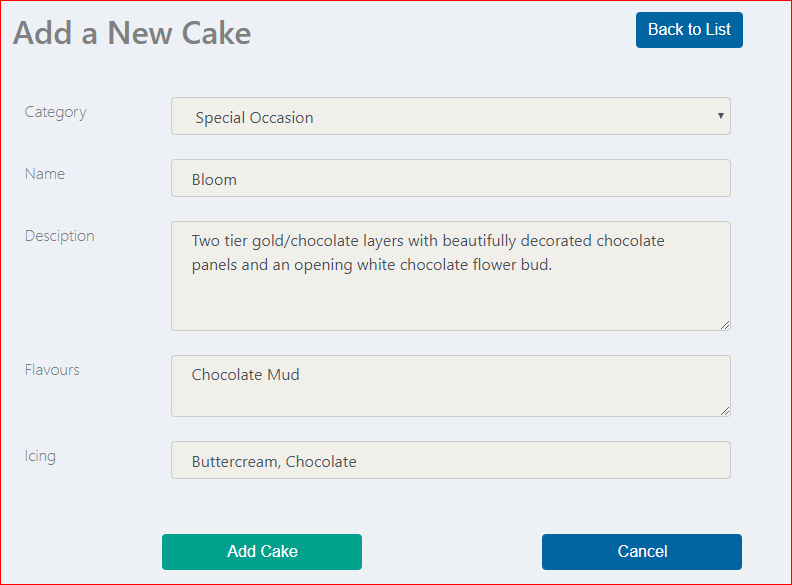 Add a New Cake
Back to List
Category
Special Occasion
Name
Bloom
Desciption
Two tier gold/chocolate layers with beautifully decorated chocolate
panels and an opening white chocolate flower bud.
Flavours
Chocolate Mud
Icing
Buttercream, Chocolate
Add Cake
Cancel